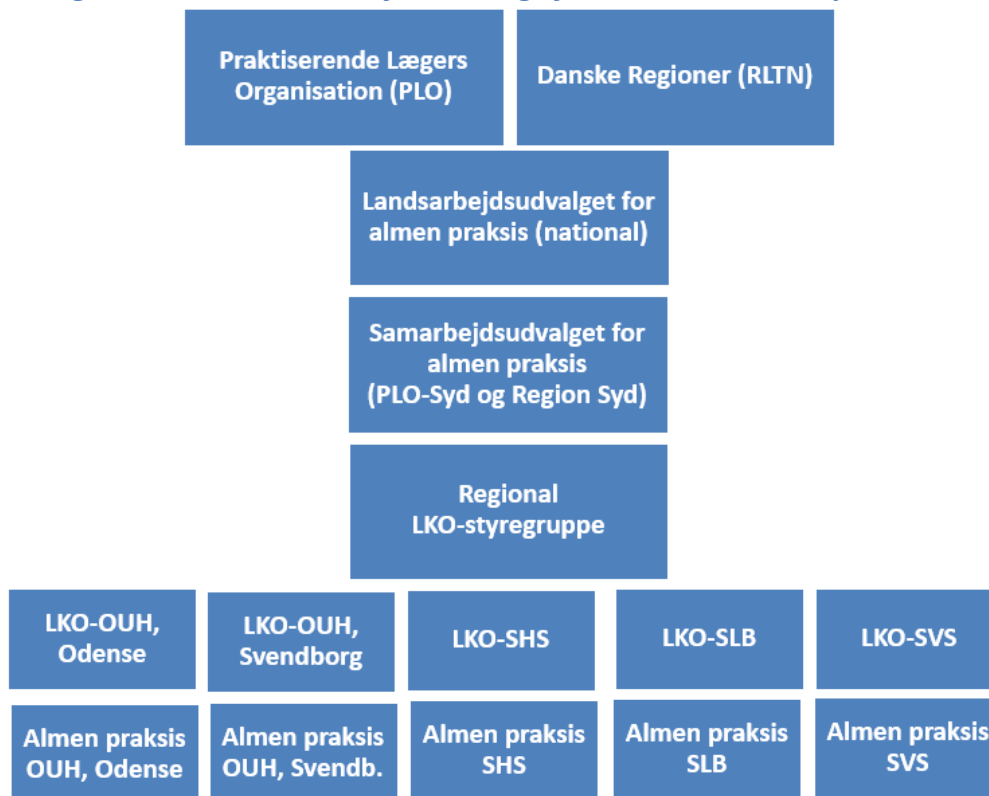 Praktiserende Lægers
Organisation (PLO)
Danske Regioner (RLTN)
Landsarbejdsudvalget for
almen praksis (national)
Samarbejdsudvalget for
almen praksis
(PLO-Syd og Region Syd)
Regional
LKO-styregruppe
LKO-OUH,
Odense
LKO-OUH,
Svendborg
LKO-SHS
LKO-SLB
LKO-SVS
Almen praksis
OUH, Odense
Almen praksis
OUH, Svendb.
Almen praksis
SHS
Almen praksis
SLB
Almen praksis
SVS